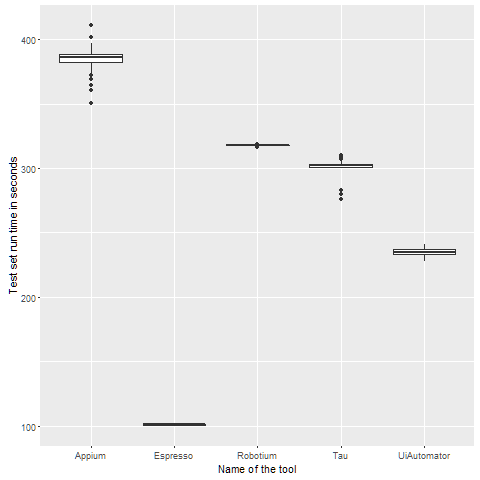 Test set run time in seconds
400
300
200
100
Appium Espresso Robotium Tau UiAutomator
Name of the tool